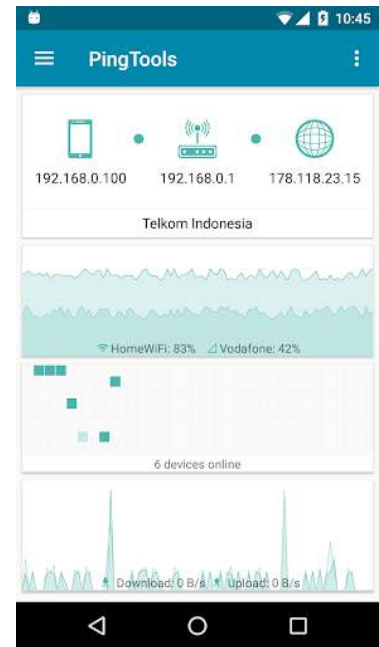 10:45
PingTools
192.168.0.100 192.168.0.1 178.118.23.15
Telkom Indonesia
HomeWiFi: 83% Vodafone: 42%
6 devices online
Download: 0 B/s Upload: 0 B/s